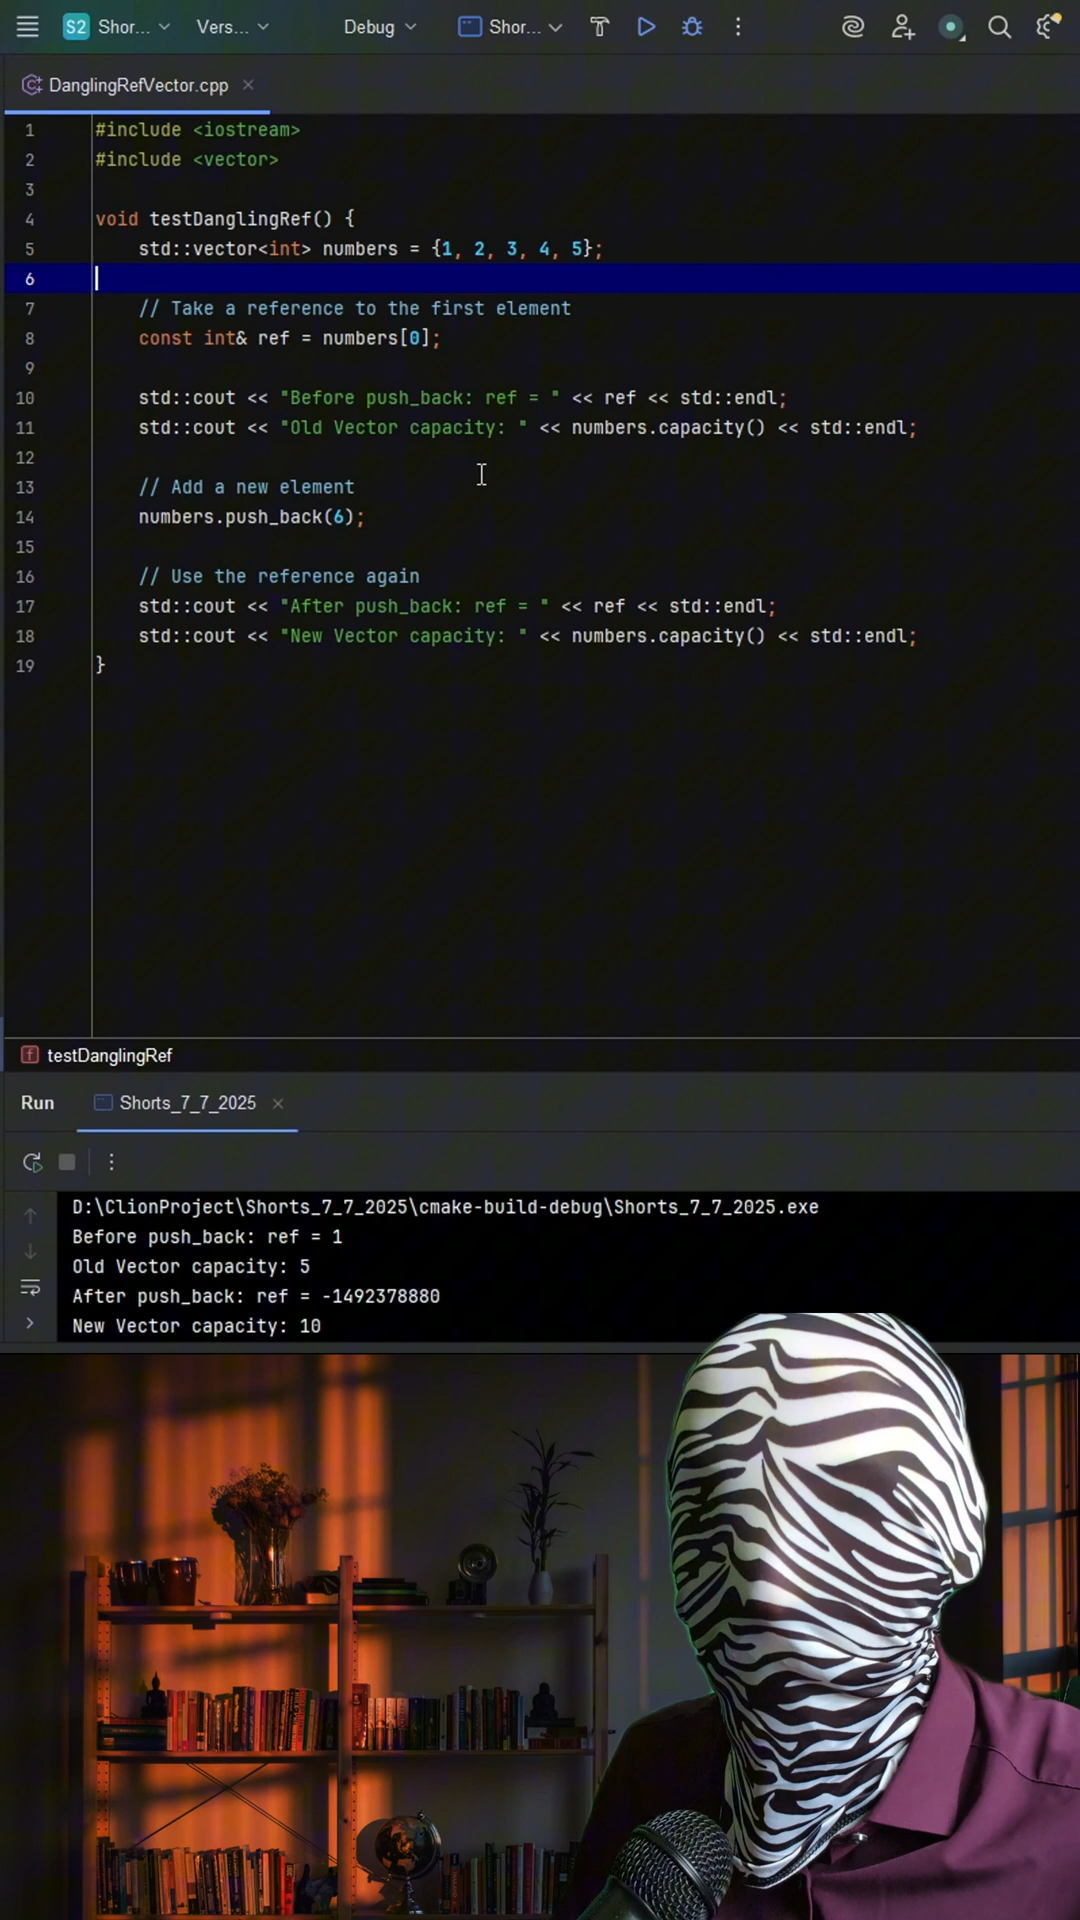 S2 Shor... Vers... Debug Shor...
DanglingRefVector.cpp
1 #include <iostream>
2 #include <vector>
3
4 void testDanglingRef() {
5 std::vector<int> numbers = {1, 2, 3, 4, 5};
6
7 // Take a reference to the first element
8 const int& ref = numbers[0];
9
10 std::cout << "Before push_back: ref = " << ref << std::endl;
11 std::cout << "Old Vector capacity: " << numbers.capacity() << std::endl;
12
13 // Add a new element
14 numbers.push_back(6);
15
16 // Use the reference again
17 std::cout << "After push_back: ref = " << ref << std::endl;
18 std::cout << "New Vector capacity: " << numbers.capacity() << std::endl;
19 }
f testDanglingRef
Run Shorts_7_7_2025
D:\ClionProject\Shorts_7_7_2025\cmake-build-debug\Shorts_7_7_2025.exe
Before push_back: ref = 1
Old Vector capacity: 5
After push_back: ref = -1492378880
New Vector capacity: 10